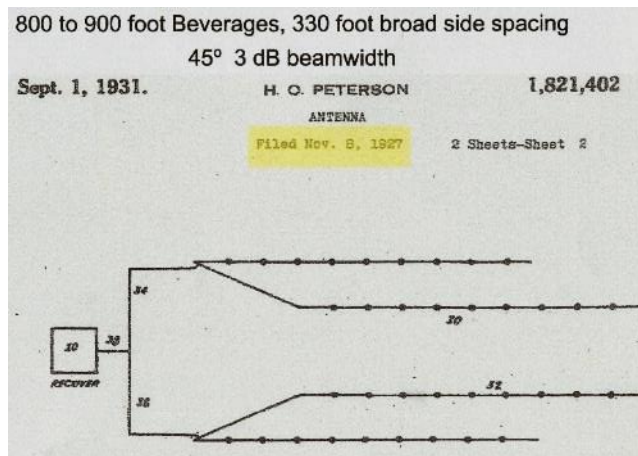 800 to 900 foot Beverages, 330 foot broad side spacing
45º 3 dB beamwidth
Sept. 1, 1931. H. O. PETERSON 1,821,402
ANTENNA
Filed Nov. 8, 1927 2 Sheets-Sheet 2
34
30
10 38
RECEIVER
32
36